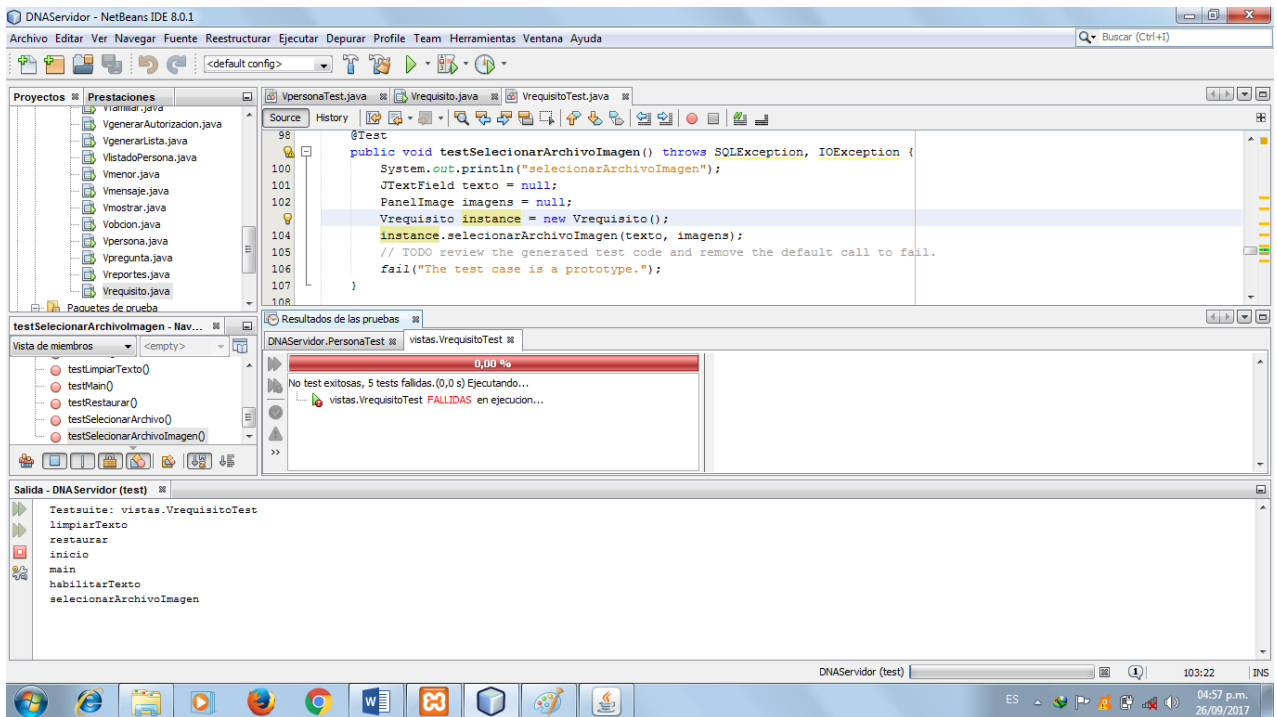 DNAServidor - NetBeans IDE 8.0.1
Archivo Editar Ver Navegar Fuente Reestructurar Ejecutar Depurar Profile Team Herramientas Ventana Ayuda
Buscar (Ctrl+I)
<default config>
Proyectos Prestaciones
Vfamiliar.java
VgenerarAutorizacion.java
VgenerarLista.java
VlistadoPersona.java
Vmenor.java
Vmensaje.java
Vmostrar.java
Vobcion.java
Vpersona.java
Vpregunta.java
Vreportes.java
Vrequisito.java
Paquetes de prueba
VpersonaTest.java Vrequisito.java VrequisitoTest.java
Source History
98 @Test
public void testSelecionarArchivoImagen() throws SQLException, IOException {
100 System.out.println("selecionarArchivoImagen");
101 JTextField texto = null;
102 PanelImage imagens = null;
Vrequisito instance = new Vrequisito();
104 instance.selecionarArchivoImagen(texto, imagens);
105 // TODO review the generated test code and remove the default call to fail.
106 fail("The test case is a prototype.");
107 }
108
testSelecionarArchivoImagen - Nav...
Vista de miembros <empty>
testLimpiarTexto()
testMain()
testRestaurar()
testSelecionarArchivo()
testSelecionarArchivoImagen()
Resultados de las pruebas
DNAServidor.PersonaTest vistas.VrequisitoTest
0,00 %
No test exitosas, 5 tests fallidas.(0,0 s) Ejecutando...
vistas.VrequisitoTest FALLIDAS en ejecucion...
Salida - DNAServidor (test)
Testsuite: vistas.VrequisitoTest
limpiarTexto
restaurar
inicio
main
habilitarTexto
selecionarArchivoImagen
DNAServidor (test) 1 103:22 INS
ES 04:57 p.m.
26/09/2017